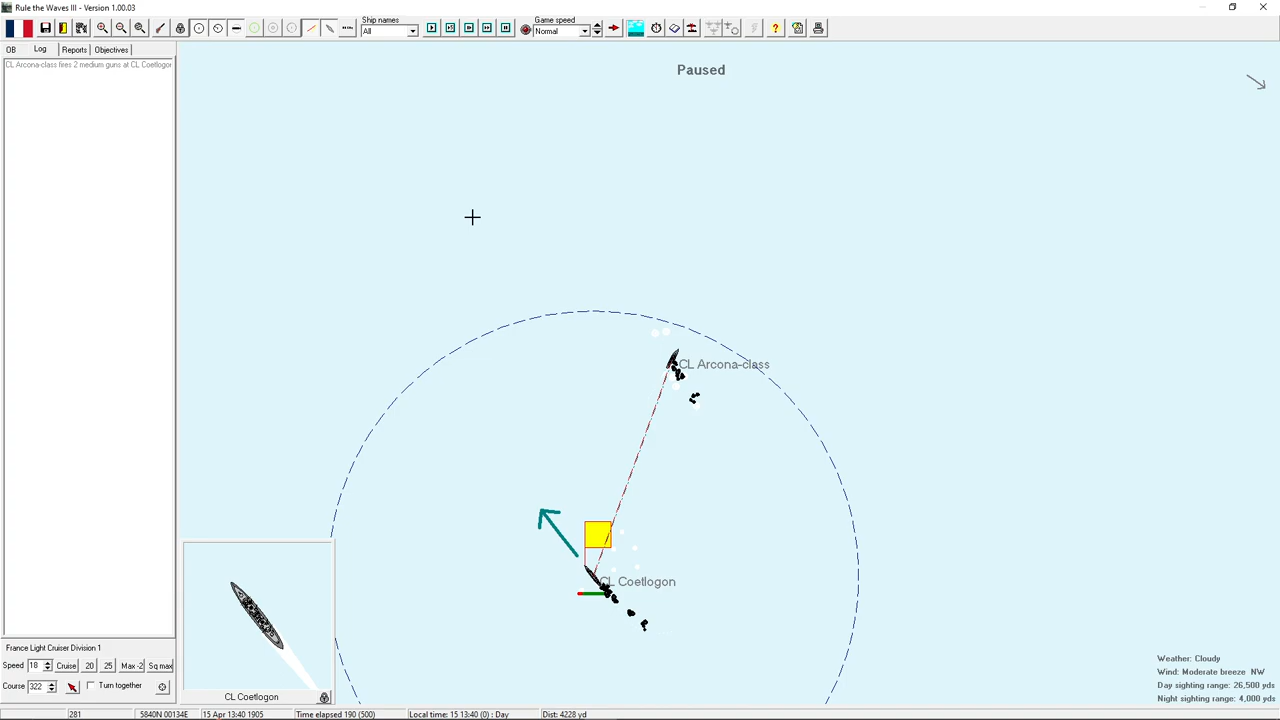 Rule the Waves III - Version 1.00.03
Ship names
All
Game speed
Normal
OB
Log
Reports
Objectives
CL Arcona-class fires 2 medium guns at CL Coetlogon
Paused
CL Arcona-class
CL Coetlogon
France Light Cruiser Division 1
Speed 18 Cruise 20 25 Max -2 Sq max
Course 322 Turn together
CL Coetlogon
Weather: Cloudy
Wind: Moderate breeze NW
Day sighting range: 26,500 yds
Night sighting range: 4,000 yds
281
5840N 00134E
15 Apr 13:40 1905
Time elapsed 190 (500)
Local time: 15 13:40 (0) : Day
Dist: 4228 yd